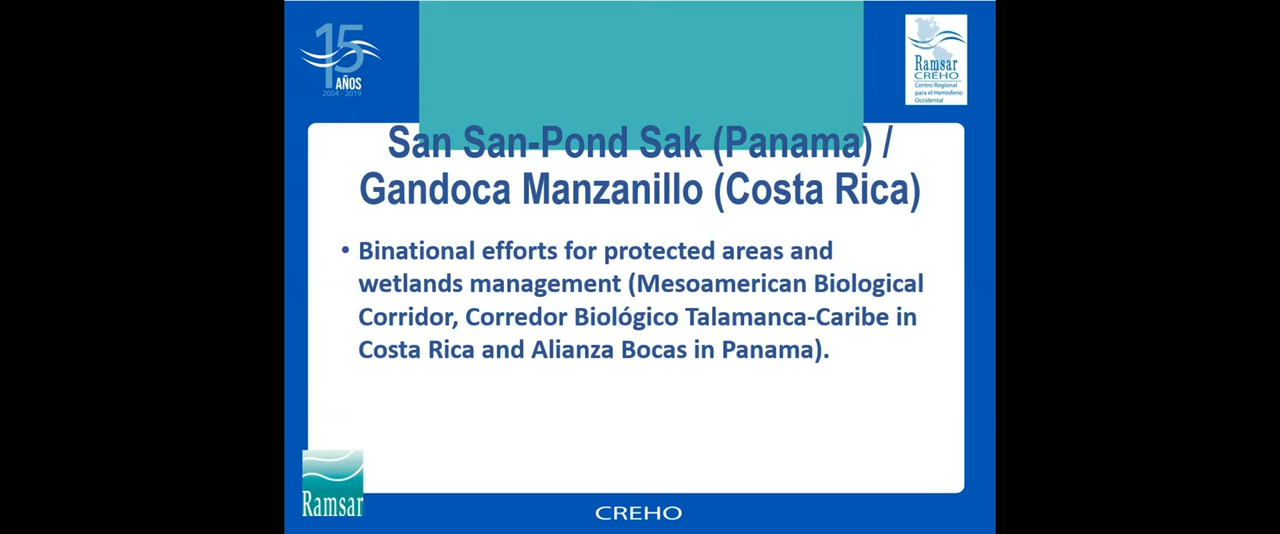 15
AÑOS
2004 - 2019
Ramsar
CREHO
Centro Regional
para el Hemisferio
Occidental
San San-Pond Sak (Panama) /
Gandoca Manzanillo (Costa Rica)
• Binational efforts for protected areas and
wetlands management (Mesoamerican Biological
Corridor, Corredor Biológico Talamanca-Caribe in
Costa Rica and Alianza Bocas in Panama).
Ramsar
CREHO